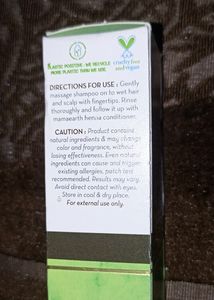 PLASTIC POSITIVE - WE RECYCLE
MORE PLASTIC THAN WE USE.
cruelty free
and vegan
DIRECTIONS FOR USE : Gently
massage shampoo on to wet hair
and scalp with fingertips. Rinse
thoroughly and follow it up with
mamaearth henna conditioner.
CAUTION : Product contains
natural ingredients & may change
color and fragrance, without
losing effectiveness. Even natural
ingredients can cause and trigger
existing allergies, patch test
recommended. Results may vary.
Avoid direct contact with eyes.
Store in cool & dry place.
For external use only.